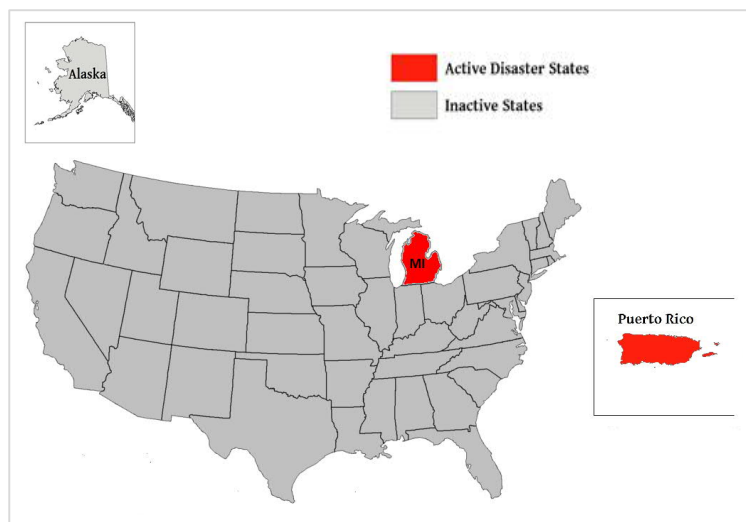 Alaska
Active Disaster States
Inactive States
MI
Puerto Rico